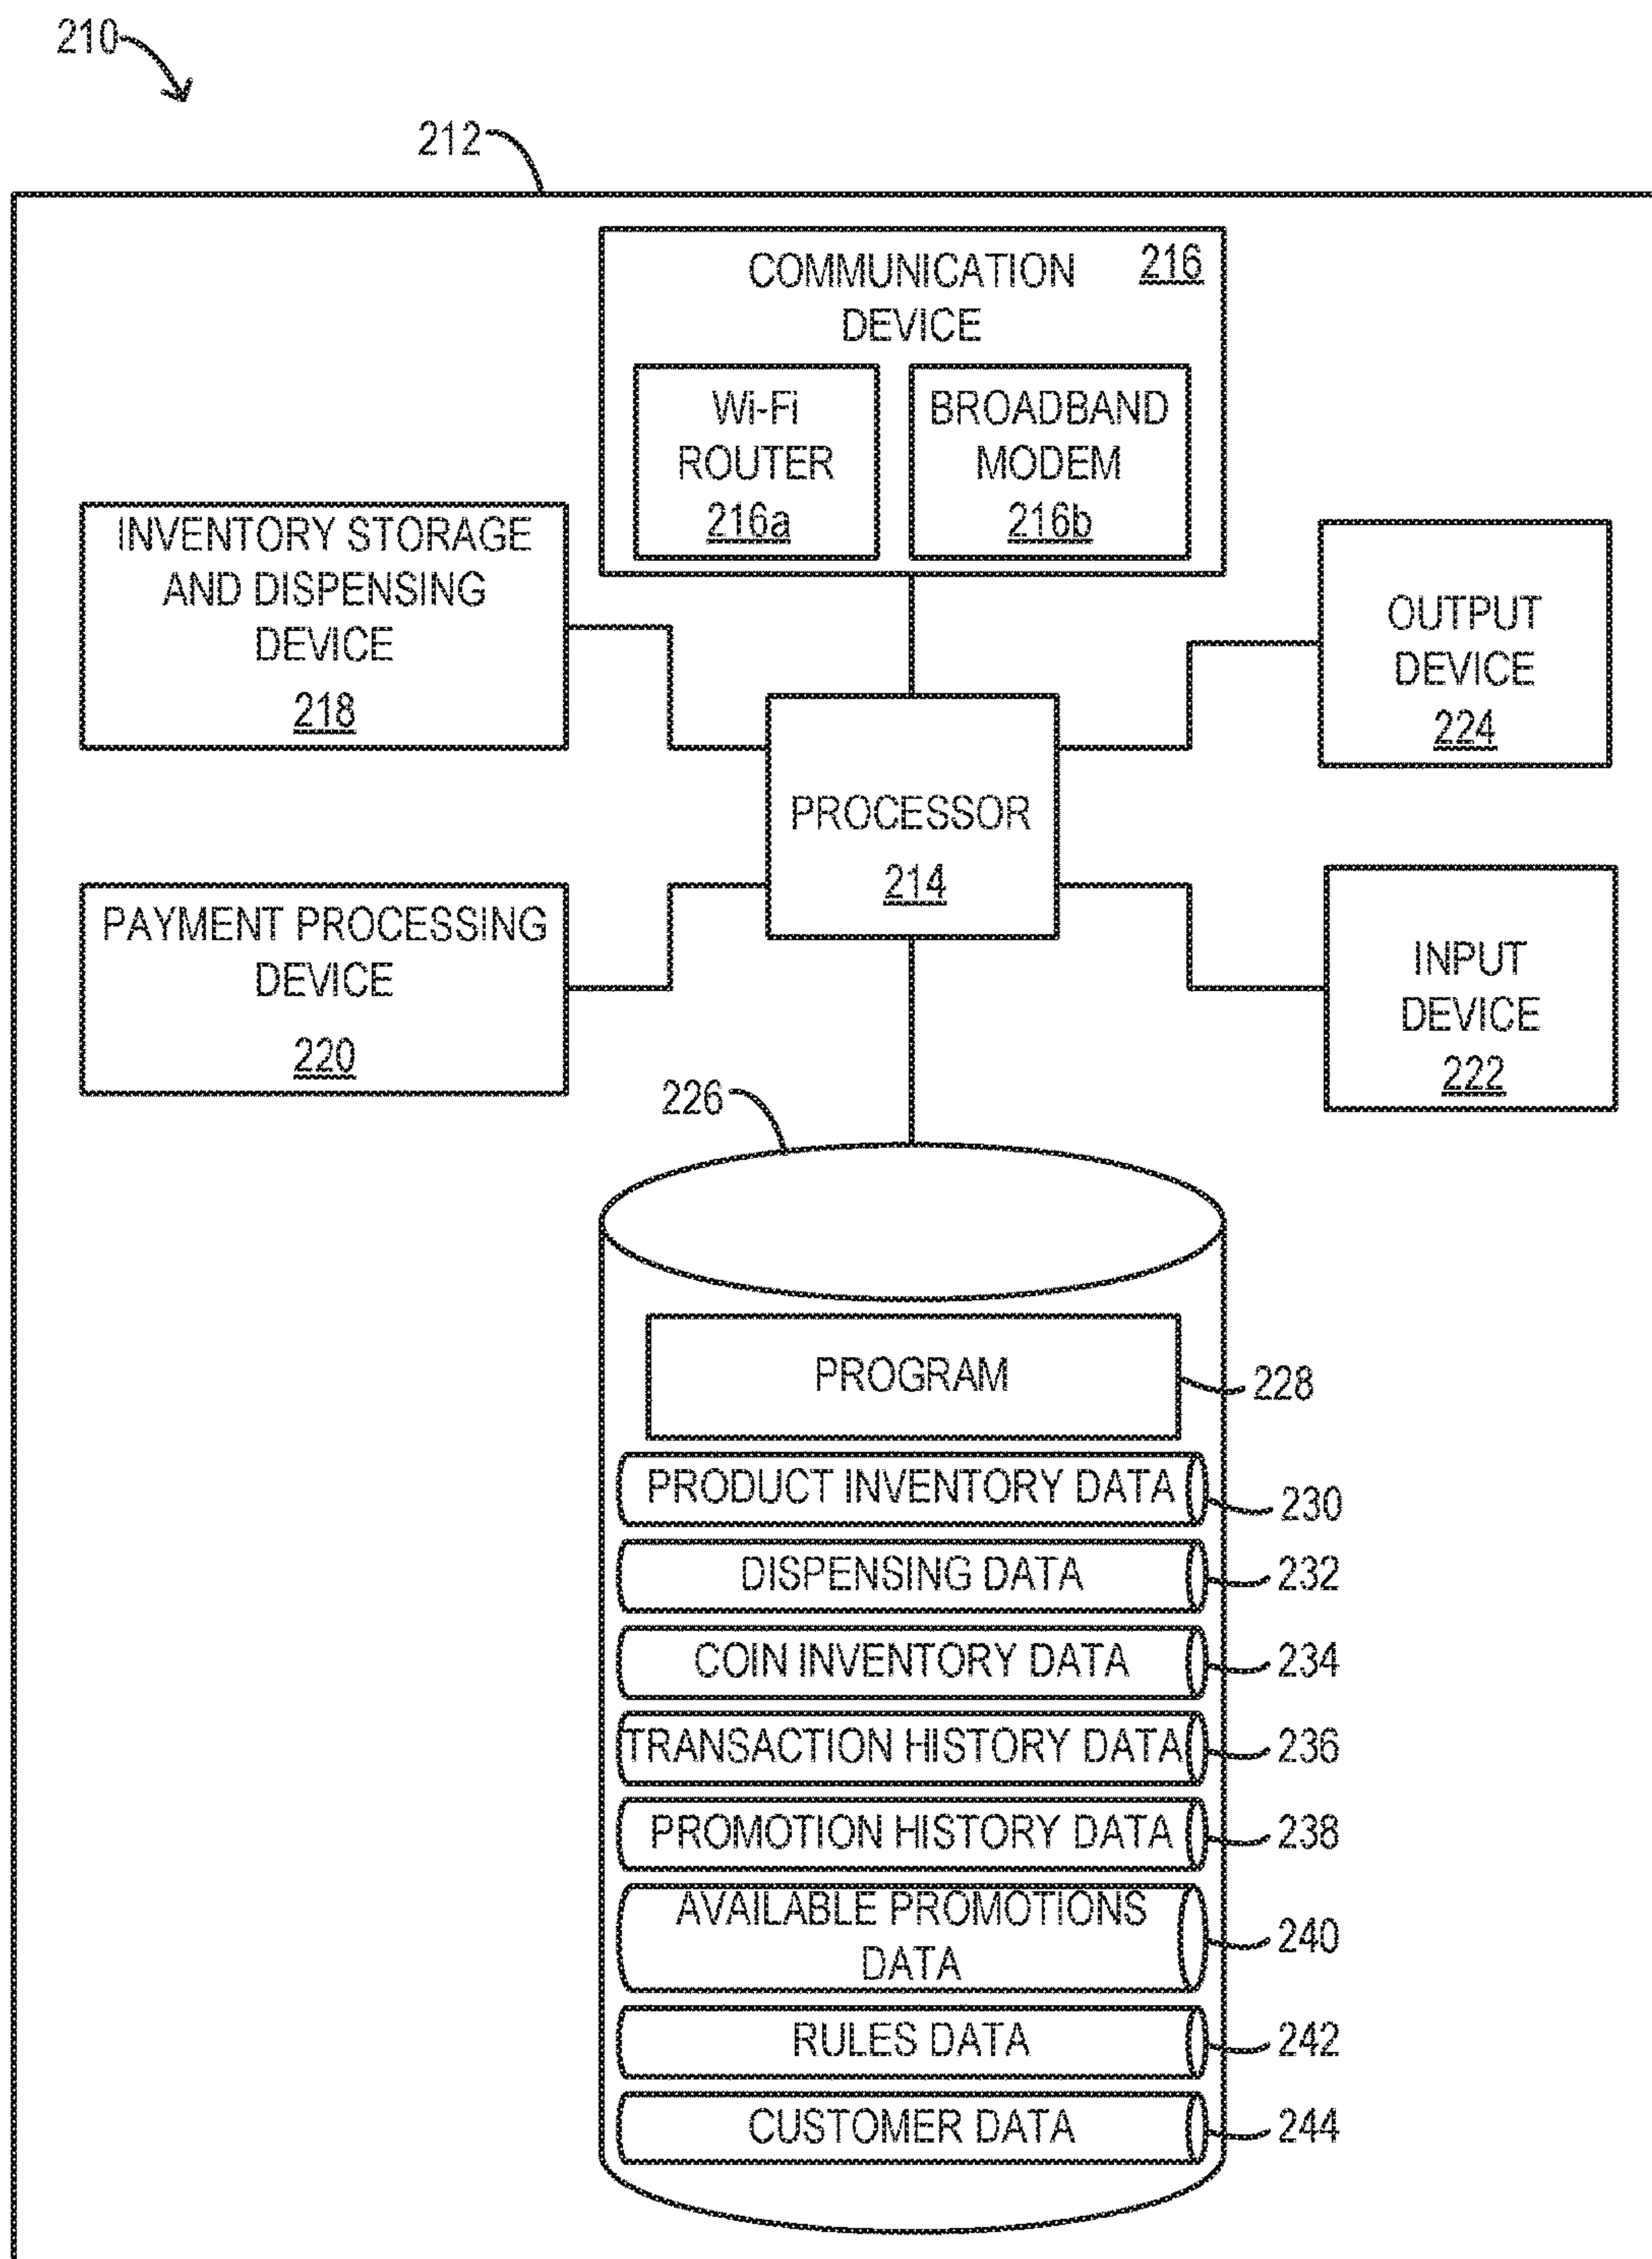 210
212
COMMUNICATION
DEVICE
216
Wi-Fi
ROUTER
216a
BROADBAND
MODEM
216b
INVENTORY STORAGE
AND DISPENSING
DEVICE
218
OUTPUT
DEVICE
224
PROCESSOR
214
PAYMENT PROCESSING
DEVICE
220
INPUT
DEVICE
222
226
PROGRAM
228
PRODUCT INVENTORY DATA
230
DISPENSING DATA
232
COIN INVENTORY DATA
234
TRANSACTION HISTORY DATA
236
PROMOTION HISTORY DATA
238
AVAILABLE PROMOTIONS
DATA
240
RULES DATA
242
CUSTOMER DATA
244